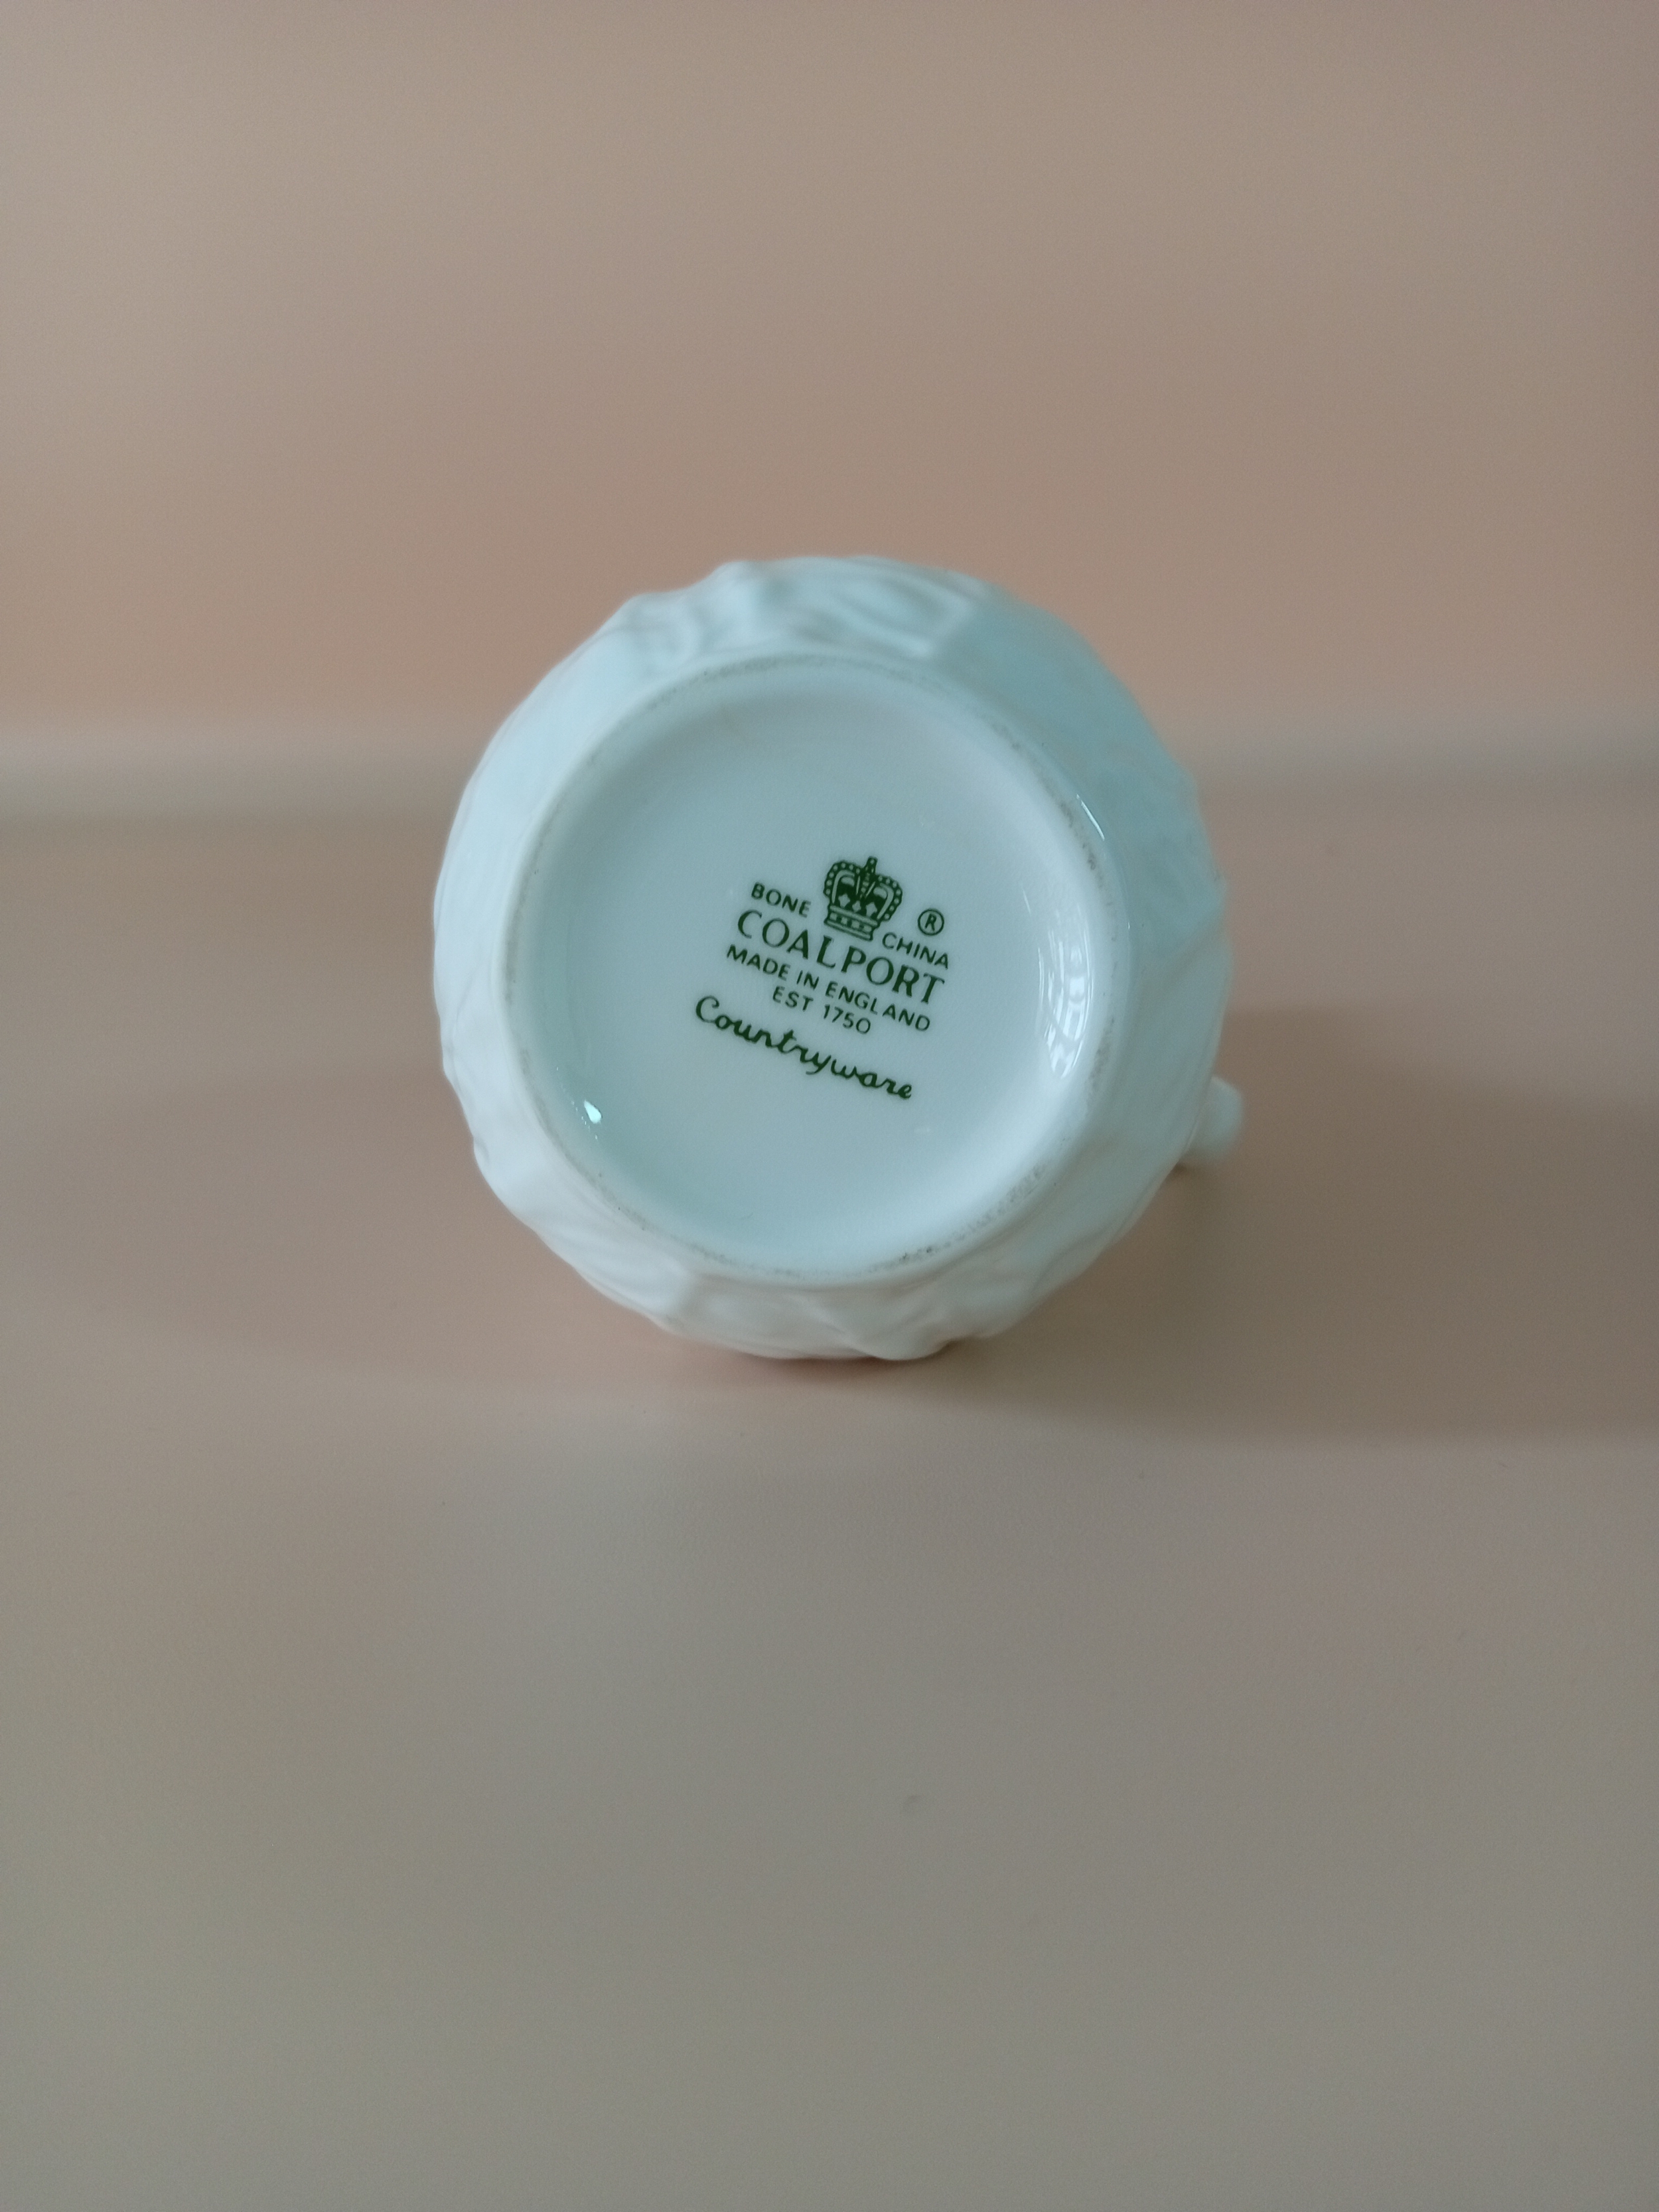 BONE CHINA ®
COALPORT
MADE IN ENGLAND
EST 1750
Countryware